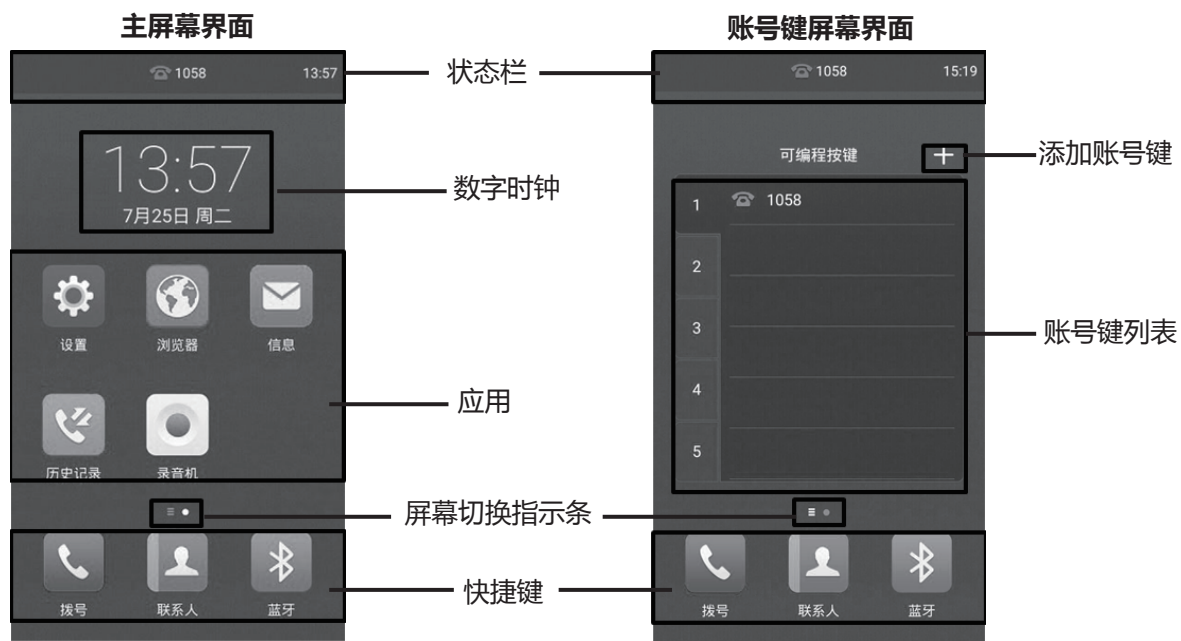 主屏幕界面
账号键屏幕界面
1058
13:57
状态栏
1058
15:19
13:57
7月25日 周二
数字时钟
可编程按键
添加账号键
设置
浏览器
信息
历史记录
录音机
应用
1
1058
2
3
4
5
账号键列表
屏幕切换指示条
拨号
联系人
蓝牙
快捷键
拨号
联系人
蓝牙